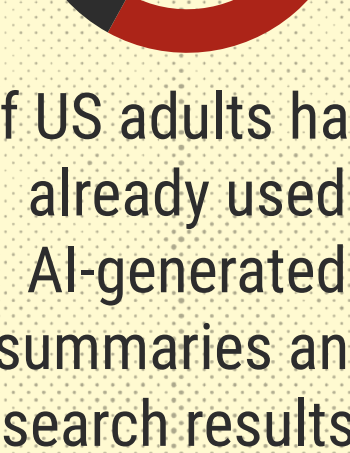 f US adults ha
already used
AI-generated
summaries an
search results